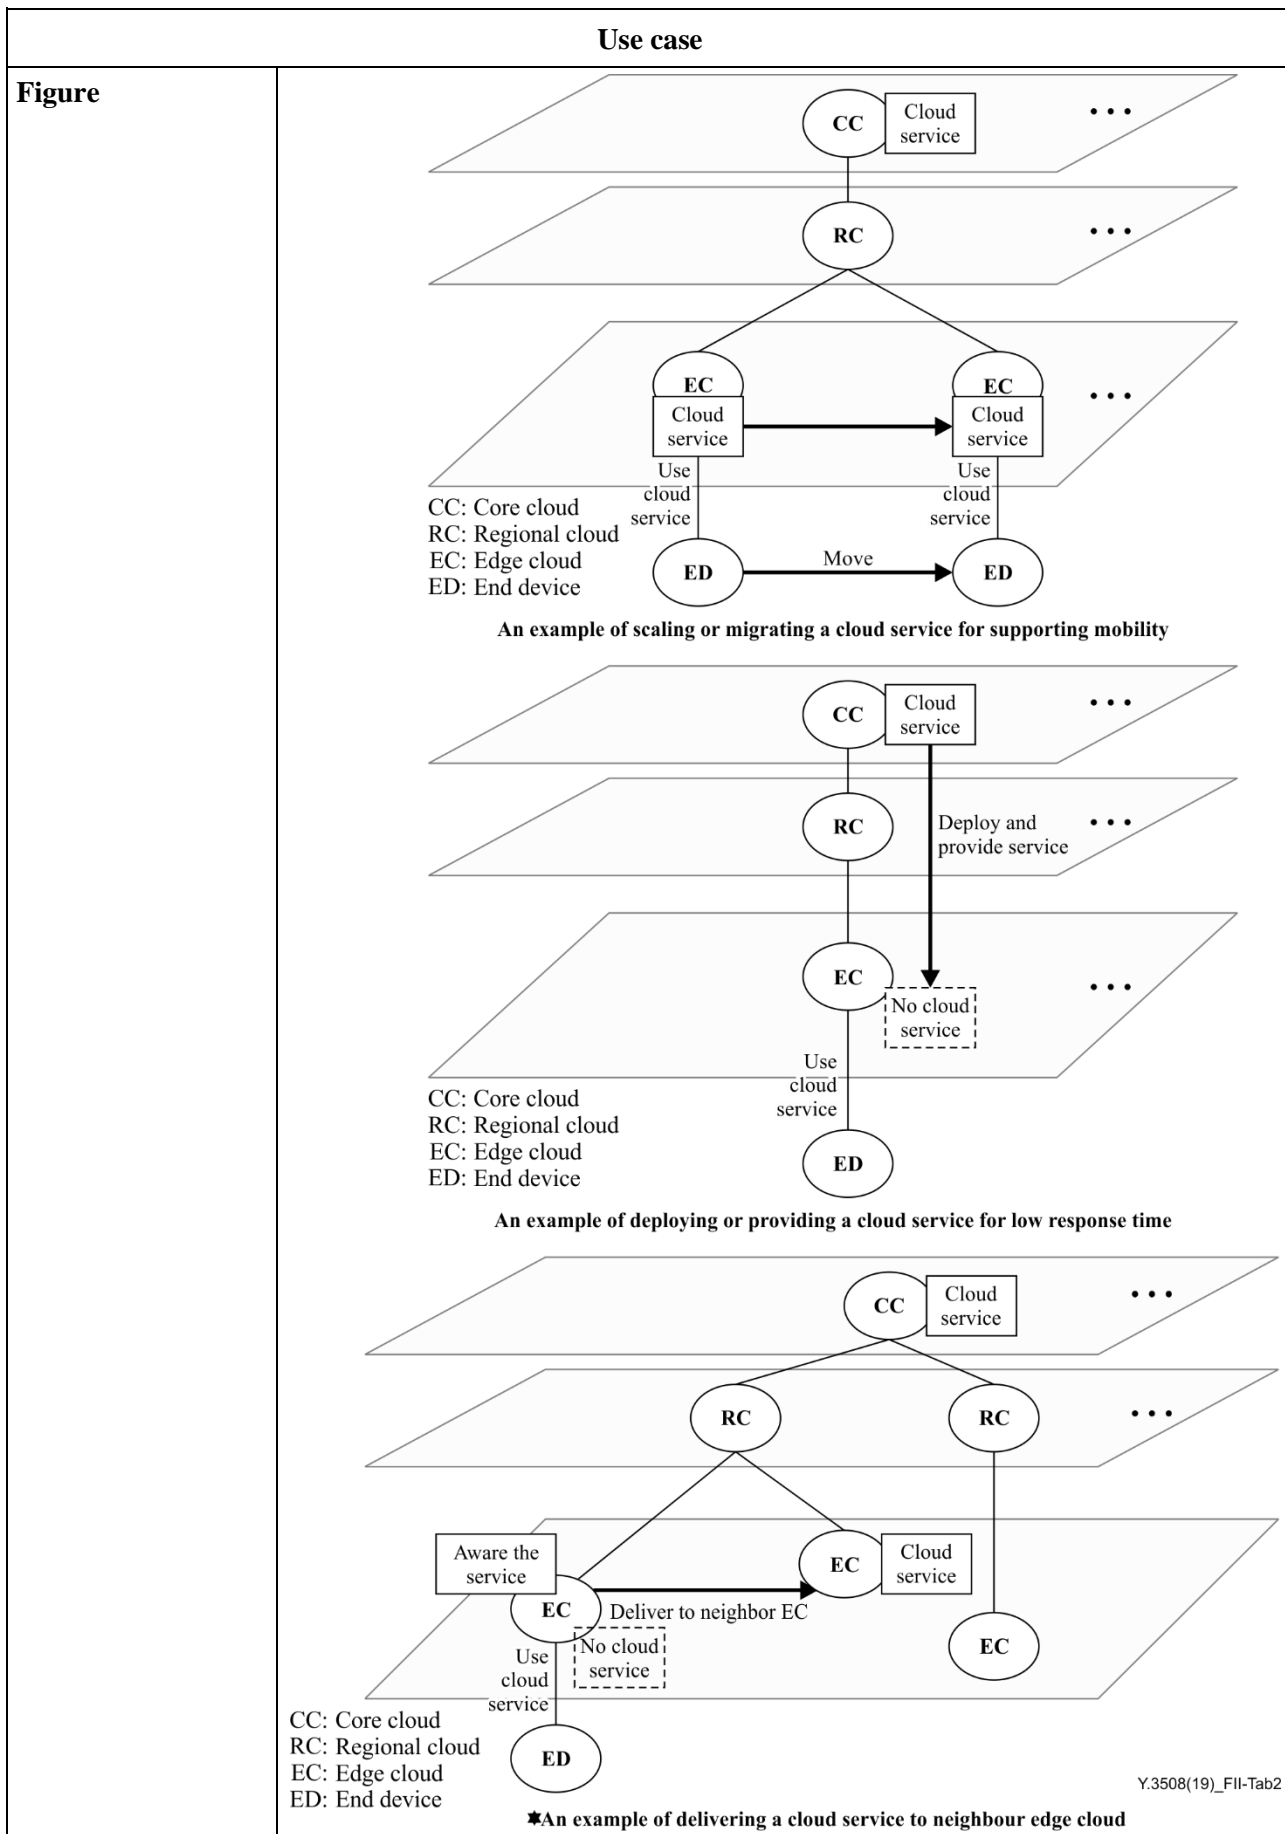 Use case
Figure
CC
Cloud
service
• • •
RC
• • •
EC
Cloud
service
EC
Cloud
service
• • •
Use
cloud
service
Use
cloud
service
CC: Core cloud
RC: Regional cloud
EC: Edge cloud
ED: End device
ED
Move
ED
An example of scaling or migrating a cloud service for supporting mobility
CC
Cloud
service
• • •
RC
Deploy and
provide service
• • •
EC
No cloud
service
• • •
Use
cloud
service
CC: Core cloud
RC: Regional cloud
EC: Edge cloud
ED: End device
ED
An example of deploying or providing a cloud service for low response time
CC
Cloud
service
• • •
RC
RC
• • •
Aware the
service
EC
Cloud
service
EC
Deliver to neighbor EC
No cloud
service
EC
Use
cloud
service
CC: Core cloud
RC: Regional cloud
EC: Edge cloud
ED: End device
ED
Y.3508(19)_FII-Tab2
✶An example of delivering a cloud service to neighbour edge cloud